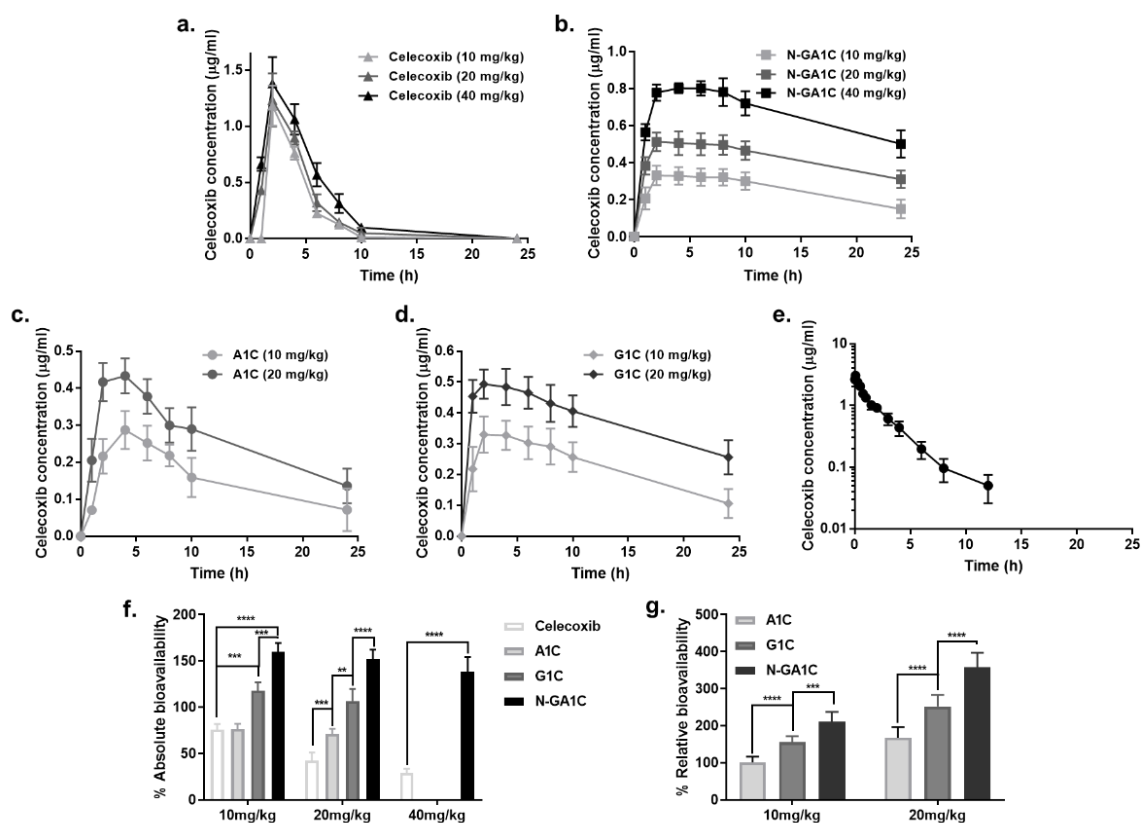 a.
Celecoxib concentration (µg/ml)
1.5
1.0
0.5
0.0
0 5 10 15 20 25
Time (h)
Celecoxib (10 mg/kg)
Celecoxib (20 mg/kg)
Celecoxib (40 mg/kg)
b.
Celecoxib concentration (µg/ml)
1.0
0.8
0.6
0.4
0.2
0.0
0 5 10 15 20 25
Time (h)
N-GA1C (10 mg/kg)
N-GA1C (20 mg/kg)
N-GA1C (40 mg/kg)
c.
Celecoxib concentration (µg/ml)
0.5
0.4
0.3
0.2
0.1
0.0
0 5 10 15 20 25
Time (h)
A1C (10 mg/kg)
A1C (20 mg/kg)
d.
Celecoxib concentration (µg/ml)
0.6
0.5
0.4
0.3
0.2
0.1
0.0
0 5 10 15 20 25
Time (h)
G1C (10 mg/kg)
G1C (20 mg/kg)
e.
Celecoxib concentration (µg/ml)
10
1
0.1
0.01
0 5 10 15 20 25
Time (h)
f.
% Absolute bioavailability
200
150
100
50
0
****
***
***
****
**
***
****
10mg/kg 20mg/kg 40mg/kg
Celecoxib
A1C
G1C
N-GA1C
g.
% Relative bioavailability
500
400
300
200
100
0
A1C
G1C
N-GA1C
****
***
****
****
10mg/kg 20mg/kg